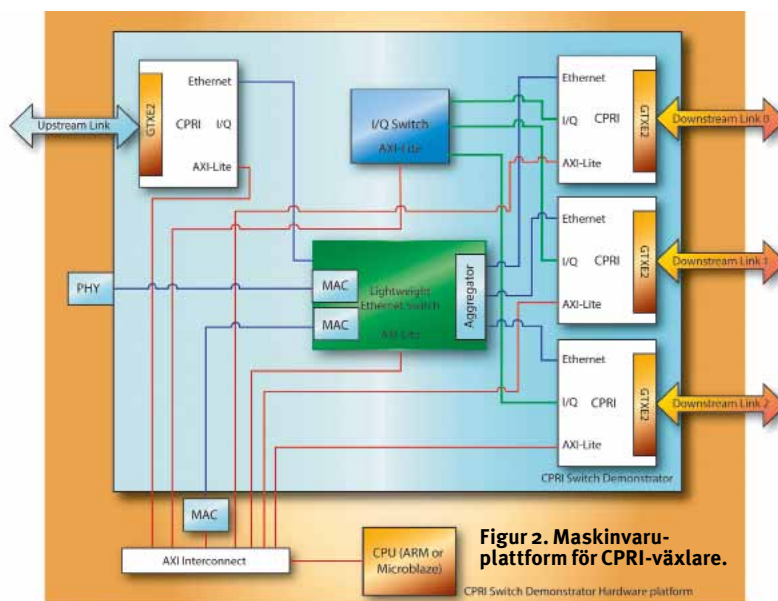 Ethernet
GTXE2
CPRI
I/Q
AXI-Lite
Upstream Link
I/Q Switch
AXI-Lite
Ethernet
I/Q
CPRI
AXI-Lite
GTXE2
Downstream Link 0
Ethernet
I/Q
CPRI
AXI-Lite
GTXE2
Downstream Link 1
PHY
MAC
MAC
Lightweight
Ethernet Switch
AXI-Lite
Aggregator
Ethernet
I/Q
CPRI
AXI-Lite
GTXE2
Downstream Link 2
CPRI Switch Demonstrator
MAC
AXI Interconnect
CPU (ARM or
Microblaze)
Figur 2. Maskinvaru-
plattform för CPRI-växlare.
CPRI Switch Demonstrator Hardware platform